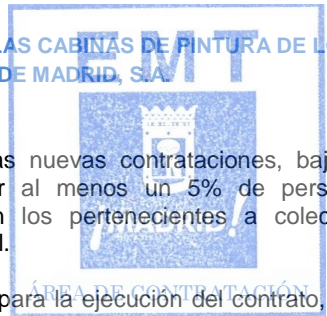 LAS CABINAS DE PINTURA DE
DE MADRID, S.A.
EMT
as nuevas contrataciones, baj
r al menos un 5% de pers
n los pertenecientes a colec
l.
¡MADRID!
ÁREA DE CONTRATACIÓN
para la ejecución del contrato,